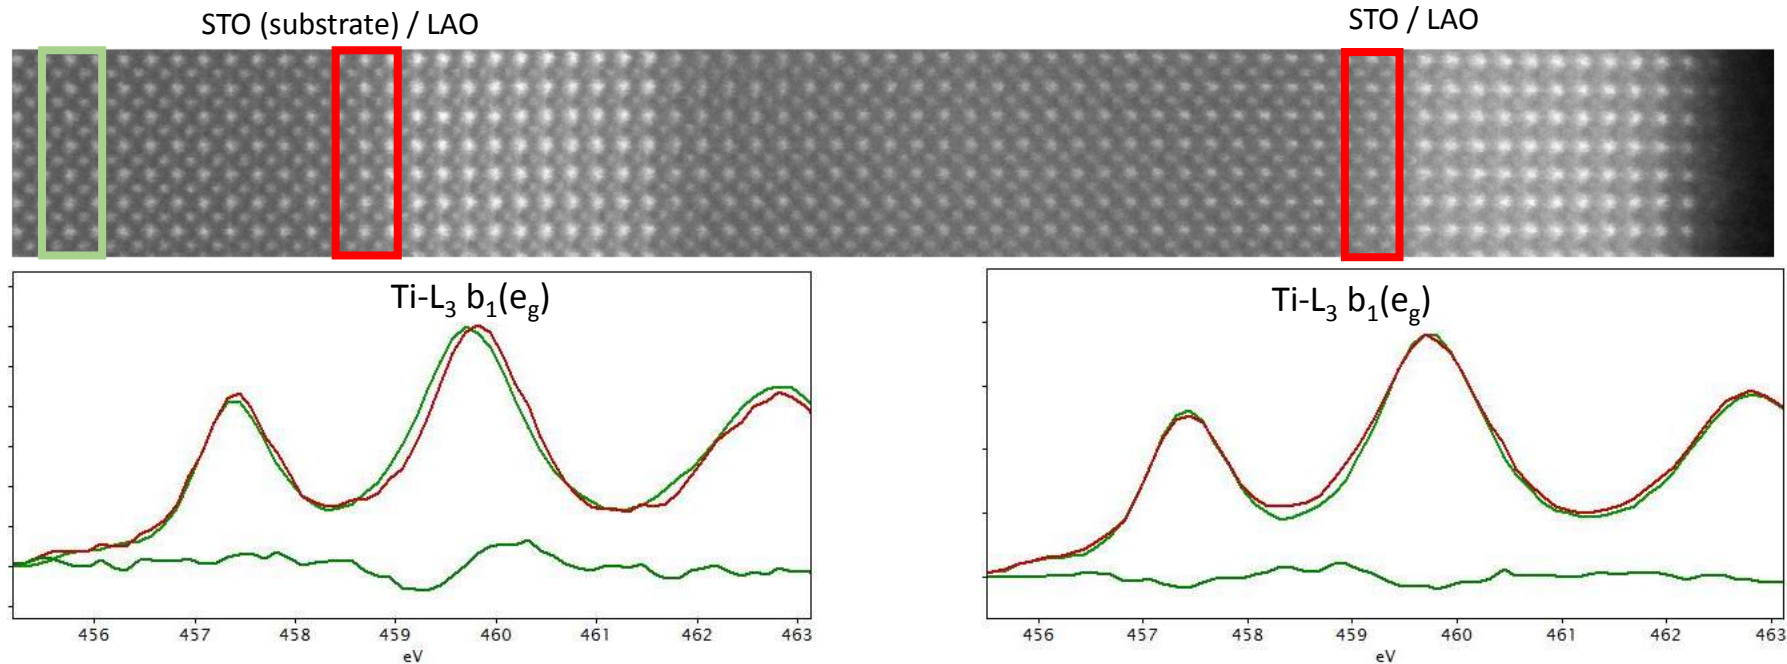 STO (substrate) / LAO
STO / LAO
Ti-L3 b1(eg)
456 457 458 459 460 461 462 463
eV
Ti-L3 b1(eg)
456 457 458 459 460 461 462 463
eV